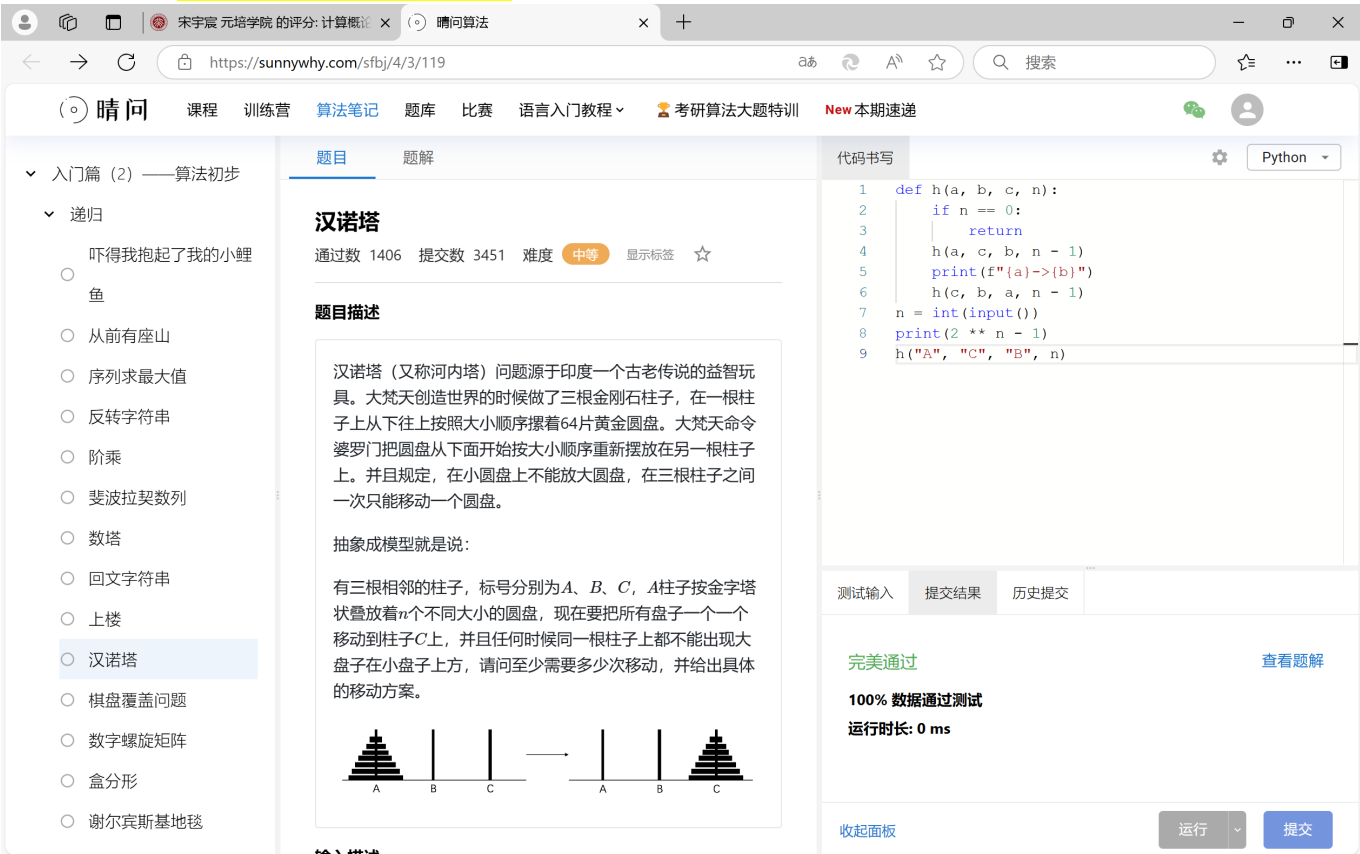 宋宇宸 元培学院 的评分: 计算概论
晴问算法
https://sunnywhy.com/sfbj/4/3/119
搜索
晴问
课程
训练营
算法笔记
题库
比赛
语言入门教程
考研算法大题特训
New 本期速递
入门篇（2）——算法初步
递归
吓得我抱起了我的小鲤
鱼
从前有座山
序列求最大值
反转字符串
阶乘
斐波拉契数列
数塔
回文字符串
上楼
汉诺塔
棋盘覆盖问题
数字螺旋矩阵
盒分形
谢尔宾斯基地毯
题目
题解
汉诺塔
通过数 1406 提交数 3451 难度 中等 显示标签
题目描述
汉诺塔（又称河内塔）问题源于印度一个古老传说的益智玩
具。大梵天创造世界的时候做了三根金刚石柱子，在一根柱
子上从下往上按照大小顺序摞着64片黄金圆盘。大梵天命令
婆罗门把圆盘从下面开始按大小顺序重新摆放在另一根柱子
上。并且规定，在小圆盘上不能放大圆盘，在三根柱子之间
一次只能移动一个圆盘。
抽象成模型就是说：
有三根相邻的柱子，标号分别为A、B、C，A柱子按金字塔
状叠放着n个不同大小的圆盘，现在要把所有盘子一个一个
移动到柱子C上，并且任何时候同一根柱子上都不能出现大
盘子在小盘子上方，请问至少需要多少次移动，并给出具体
的移动方案。
A B C A B C
输入描述
代码书写
Python
1 def h(a, b, c, n):
2     if n == 0:
3         return
4     h(a, c, b, n - 1)
5     print(f"{a}->{b}")
6     h(c, b, a, n - 1)
7 n = int(input())
8 print(2 ** n - 1)
9 h("A", "C", "B", n)
测试输入
提交结果
历史提交
完美通过
查看题解
100% 数据通过测试
运行时长: 0 ms
收起面板
运行
提交